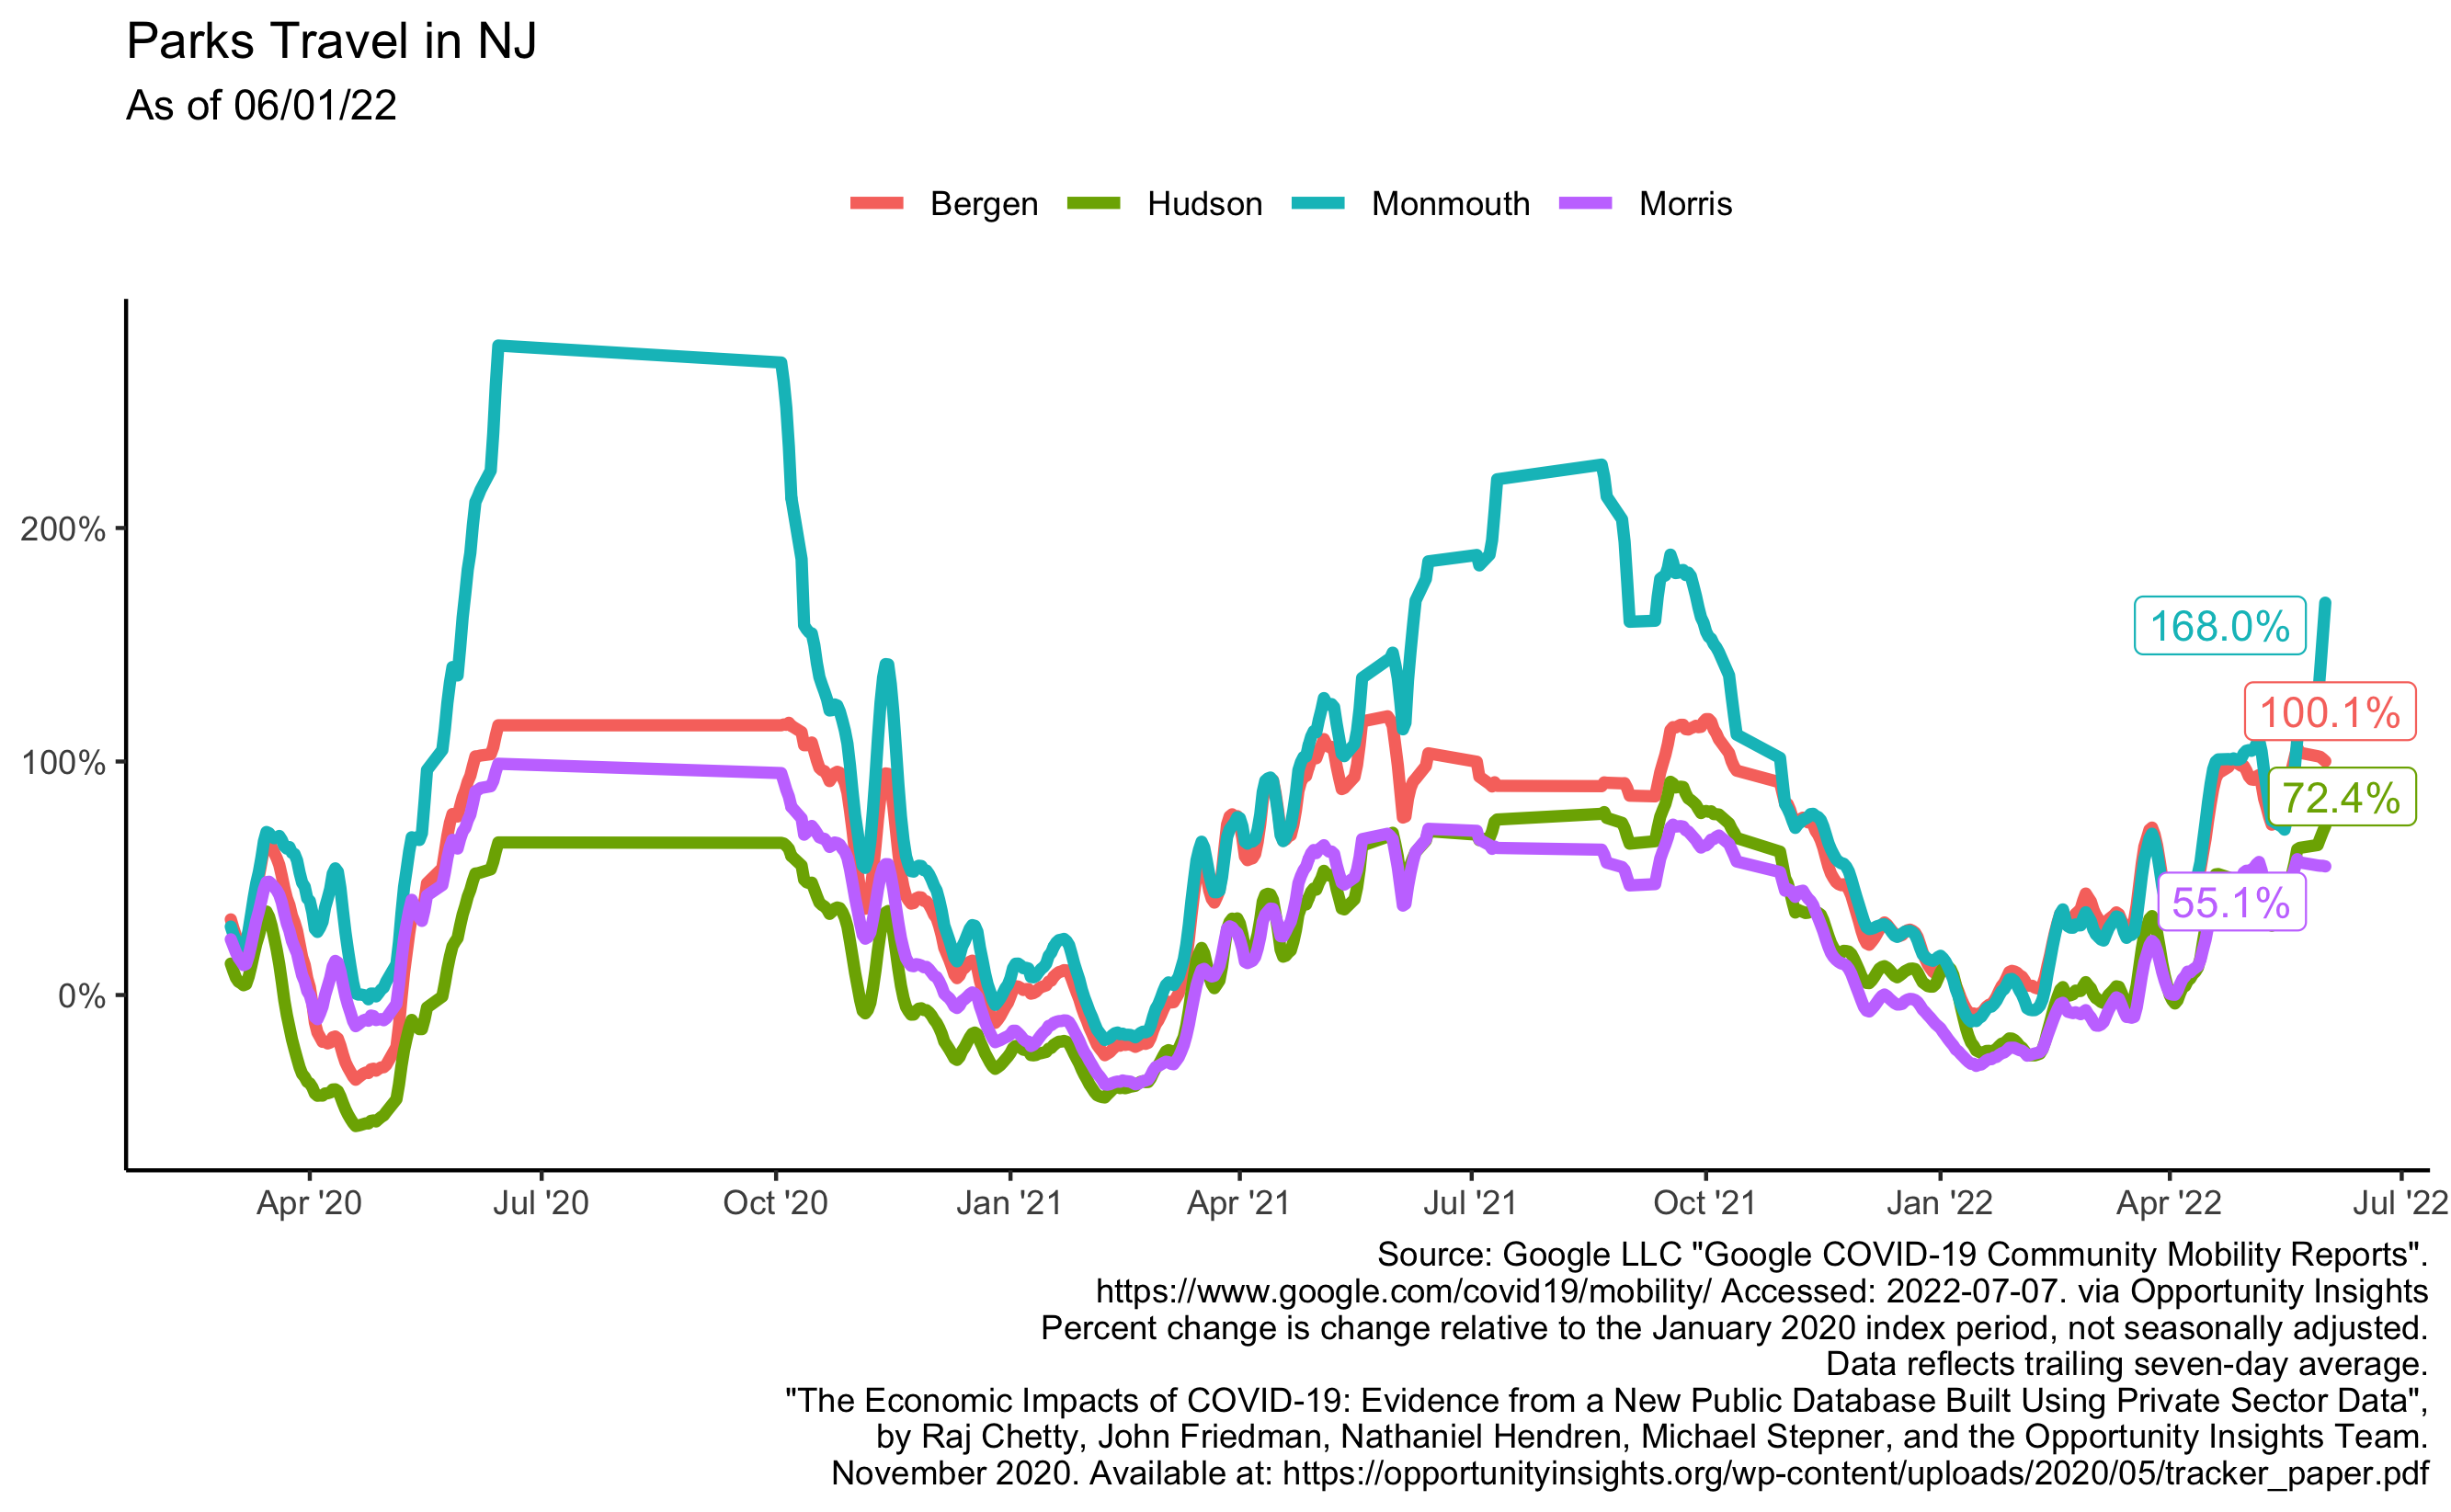 Parks Travel in NJ
As of 06/01/22
Bergen Hudson Monmouth Morris
200%
100%
0%
168.0%
100.1%
72.4%
55.1%
Apr '20 Jul '20 Oct '20 Jan '21 Apr '21 Jul '21 Oct '21 Jan '22 Apr '22 Jul '22
Source: Google LLC "Google COVID-19 Community Mobility Reports".
https://www.google.com/covid19/mobility/ Accessed: 2022-07-07. via Opportunity Insights
Percent change is change relative to the January 2020 index period, not seasonally adjusted.
Data reflects trailing seven-day average.
"The Economic Impacts of COVID-19: Evidence from a New Public Database Built Using Private Sector Data",
by Raj Chetty, John Friedman, Nathaniel Hendren, Michael Stepner, and the Opportunity Insights Team.
November 2020. Available at: https://opportunityinsights.org/wp-content/uploads/2020/05/tracker_paper.pdf